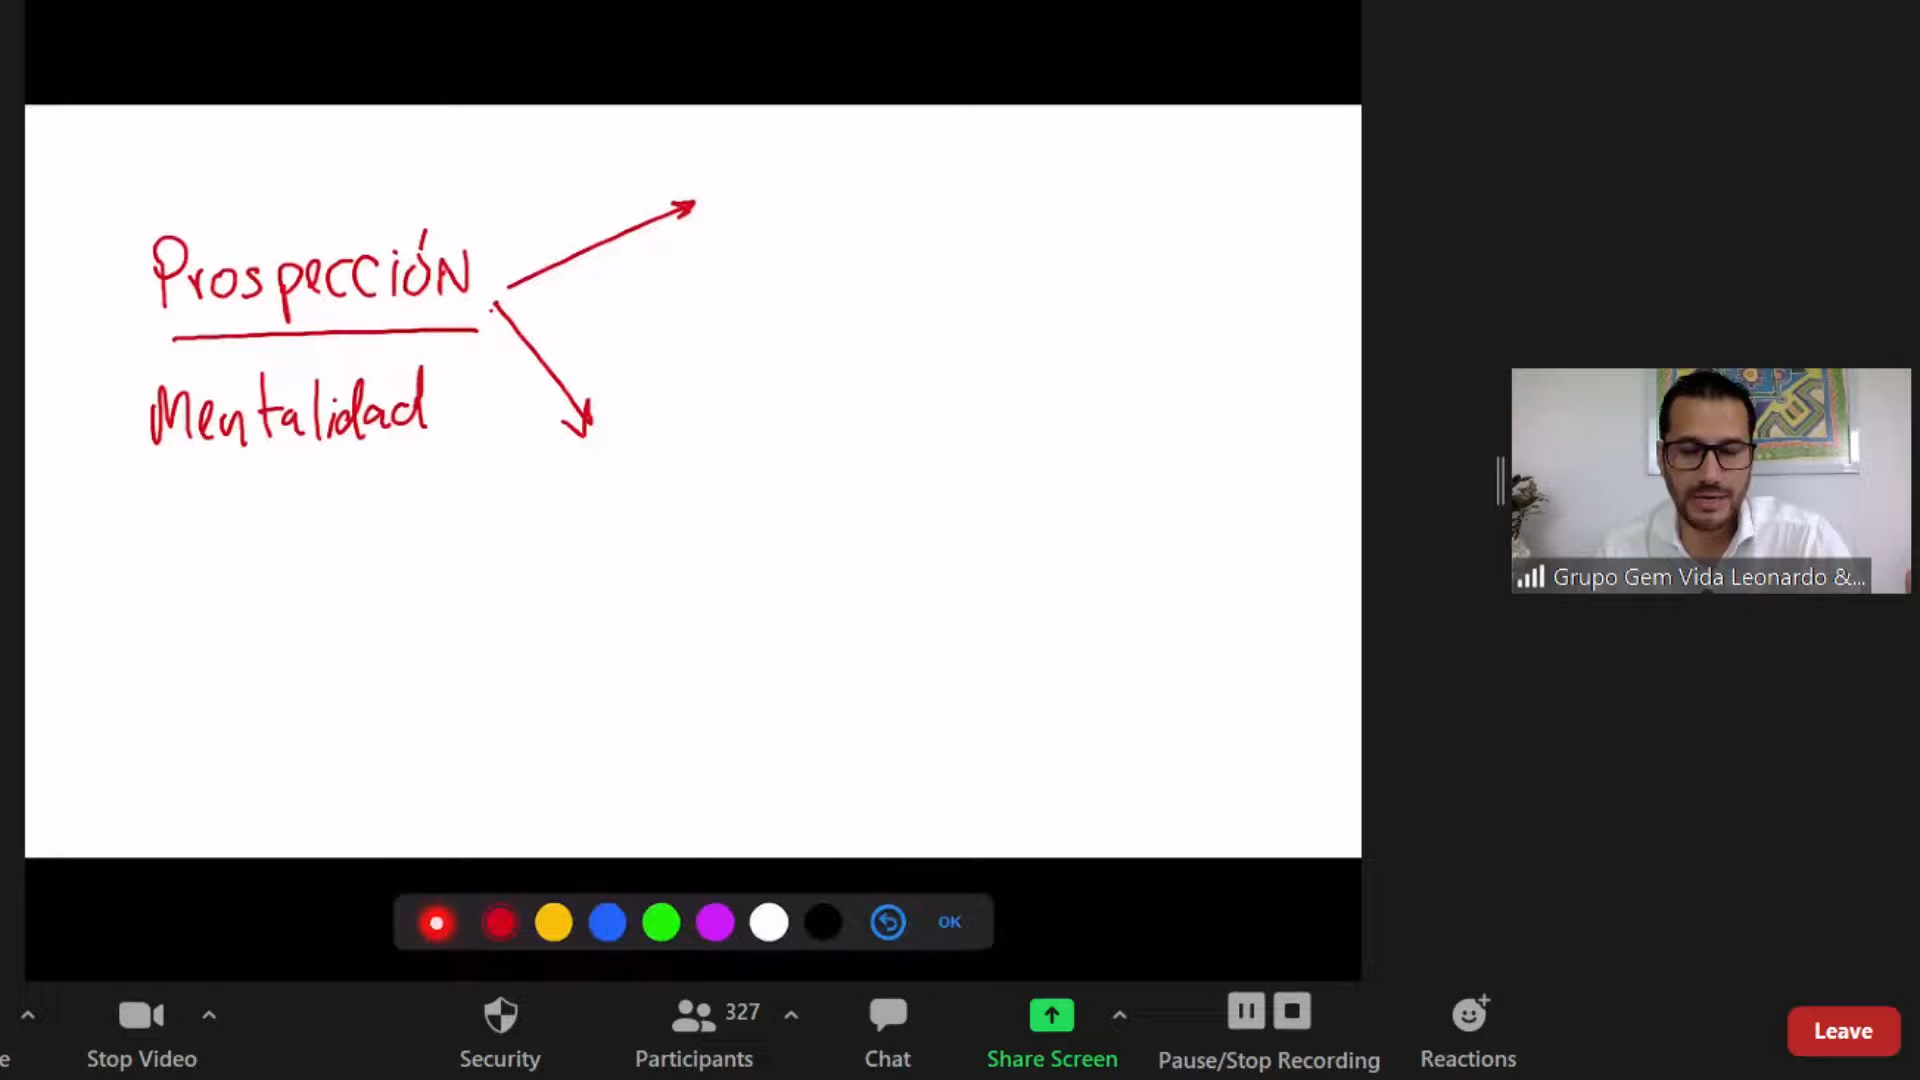 Prospección
Mentalidad
Grupo Gem Vida Leonardo &...
OK
327
e
Stop Video
Security
Participants
Chat
Share Screen
Pause/Stop Recording
Reactions
Leave